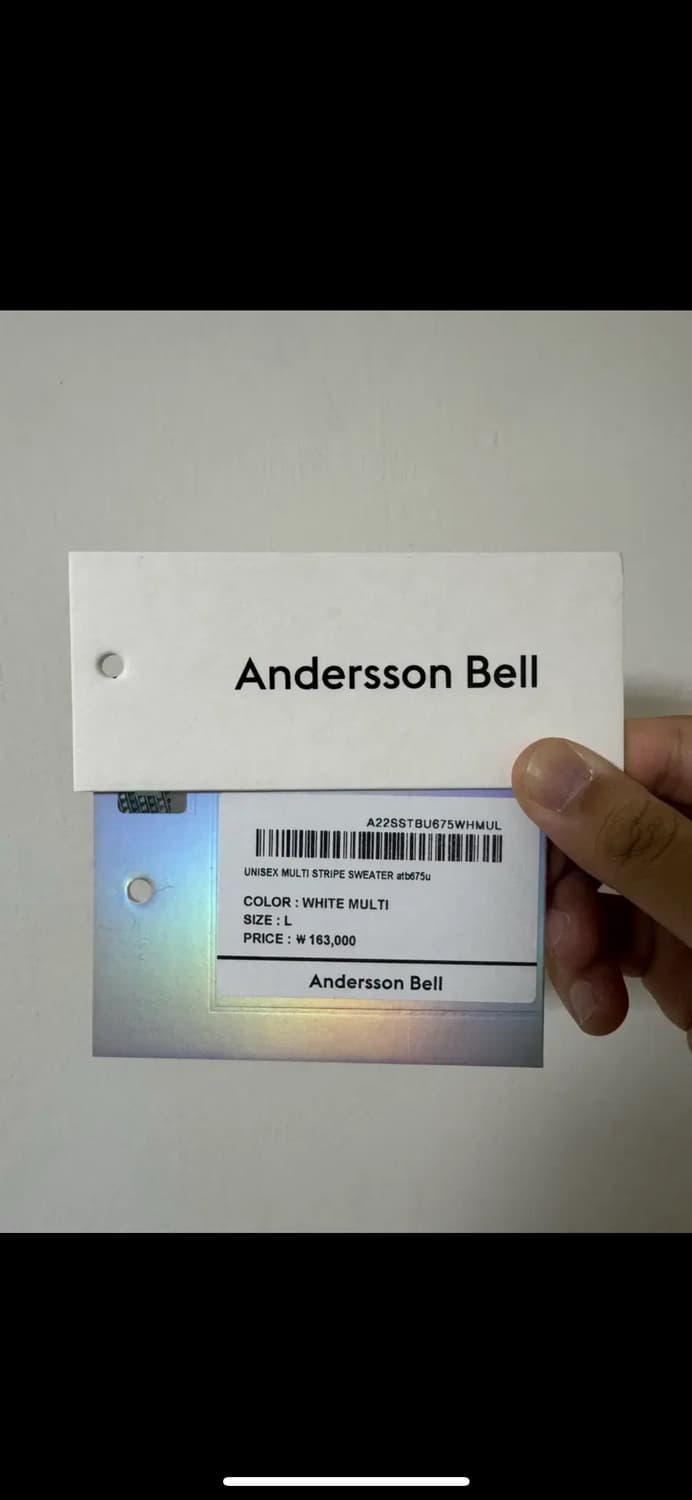 Andersson Bell
A22SSTBU675WHMUL
UNISEX MULTI STRIPE SWEATER atb675u
COLOR : WHITE MULTI
SIZE : L
PRICE : ₩ 163,000
Andersson Bell